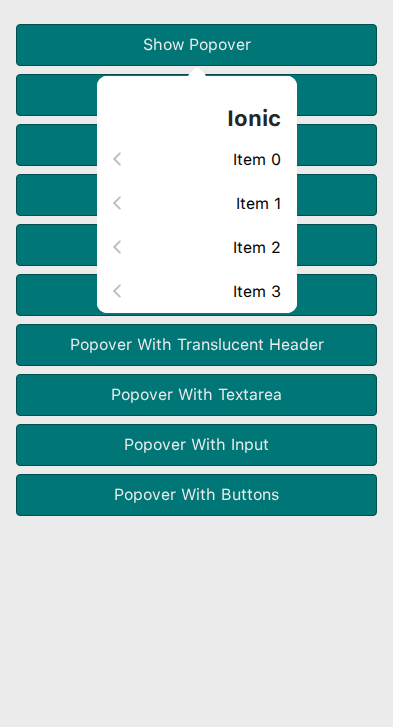 Show Popover
Ionic
Item 0
Item 1
Item 2
Item 3
Popover With Translucent Header
Popover With Textarea
Popover With Input
Popover With Buttons